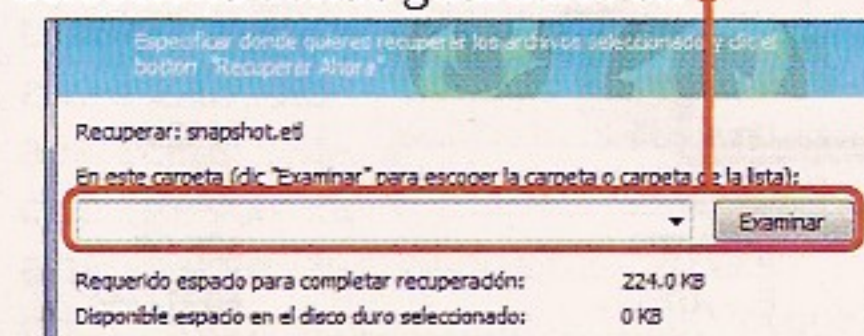 Especificar donde quieres recuperar los archivos seleccionado y clic el
botton "Recuperar Ahora"
Recuperar: snapshot.etl
En este carpeta (clic "Examinar" para escoger la carpeta o carpeta de la lista):
Examinar
Requerido espacio para completar recuperación: 224.0 KB
Disponible espacio en el disco duro seleccionado: 0 KB